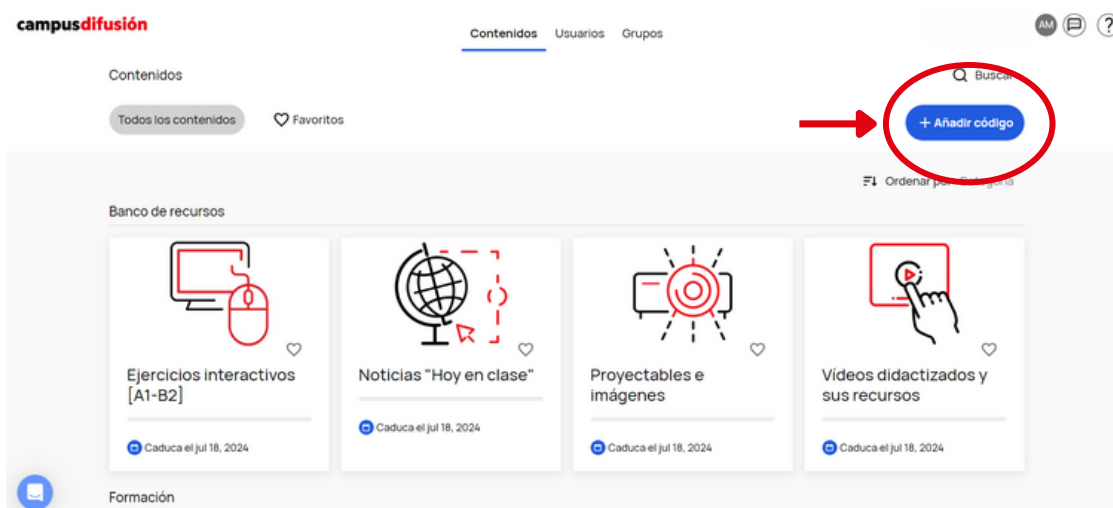 campusdifusión
Contenidos Usuarios Grupos
AM
?
Contenidos
Buscar
Todos los contenidos
Favoritos
+ Añadir código
Ordenar por Categoría
Banco de recursos
Ejercicios interactivos
[A1-B2]
Caduca el jul 18, 2024
Noticias "Hoy en clase"
Caduca el jul 18, 2024
Proyectables e
imágenes
Caduca el jul 18, 2024
Vídeos didactizados y
sus recursos
Caduca el jul 18, 2024
Formación